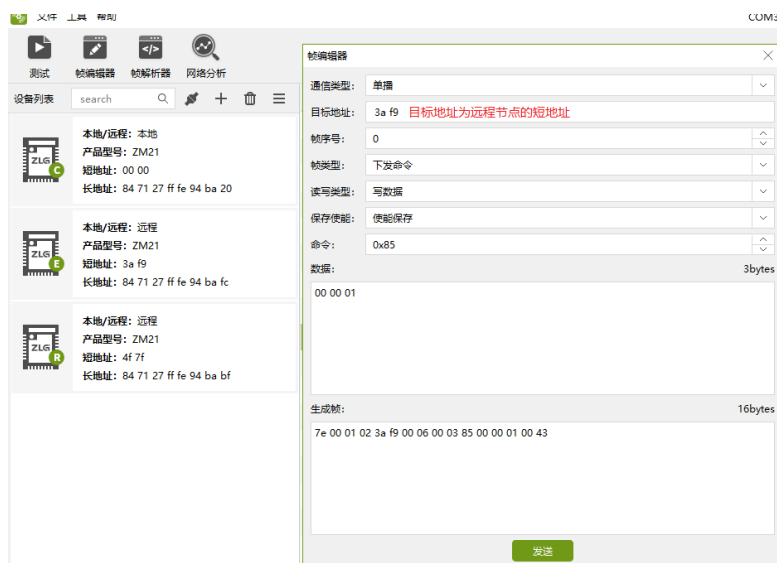 文件 工具 帮助
COM3
测试 帧编辑器 帧解析器 网络分析
设备列表 search
ZLG C
本地/远程：本地
产品型号：ZM21
短地址：00 00
长地址：84 71 27 ff fe 94 ba 20
ZLG E
本地/远程：远程
产品型号：ZM21
短地址：3a f9
长地址：84 71 27 ff fe 94 ba fc
ZLG R
本地/远程：远程
产品型号：ZM21
短地址：4f 7f
长地址：84 71 27 ff fe 94 ba bf
帧编辑器
通信类型： 单播
目标地址： 3a f9 目标地址为远程节点的短地址
帧序号： 0
帧类型： 下发命令
读写类型： 写数据
保存使能： 使能保存
命令： 0x85
数据： 3bytes
00 00 01
生成帧： 16bytes
7e 00 01 02 3a f9 00 06 00 03 85 00 00 01 00 43
发送